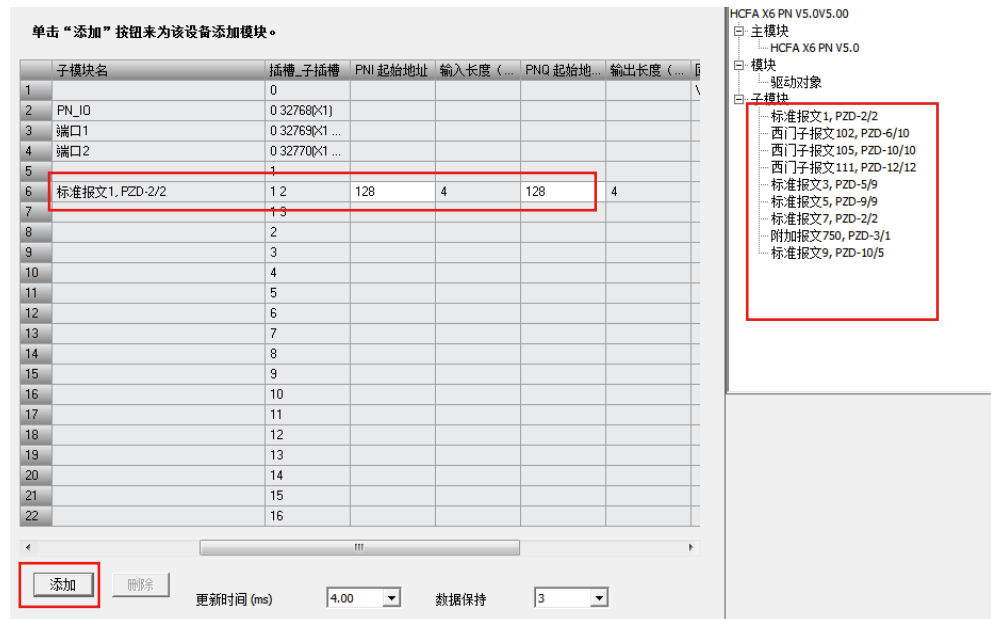 单击“添加”按钮来为该设备添加模块。
子模块名 插槽_子插槽 PNI 起始地址 输入长度（... PNQ 起始地... 输出长度（...
1 0
2 PN_IO 0 32768(X1)
3 端口1 0 32769(X1 ...
4 端口2 0 32770(X1 ...
5 1
6 标准报文1, PZD-2/2 1 2 128 4 128 4
7 1 3
8 2
9 3
10 4
11 5
12 6
13 7
14 8
15 9
16 10
17 11
18 12
19 13
20 14
21 15
22 16
添加 删除 更新时间 (ms) 4.00 数据保持 3
HCFA X6 PN V5.0V5.00
主模块
HCFA X6 PN V5.0
模块
驱动对象
子模块
标准报文1, PZD-2/2
西门子报文102, PZD-6/10
西门子报文105, PZD-10/10
西门子报文111, PZD-12/12
标准报文3, PZD-5/9
标准报文5, PZD-9/9
标准报文7, PZD-2/2
附加报文750, PZD-3/1
标准报文9, PZD-10/5